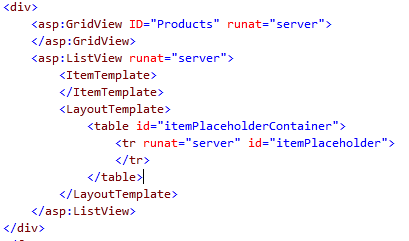 <div>
<asp:GridView ID="Products" runat="server">
</asp:GridView>
<asp:ListView runat="server">
<ItemTemplate>
</ItemTemplate>
<LayoutTemplate>
<table id="itemPlaceholderContainer">
<tr runat="server" id="itemPlaceholder">
</tr>
</table>
</LayoutTemplate>
</asp:ListView>
</div>